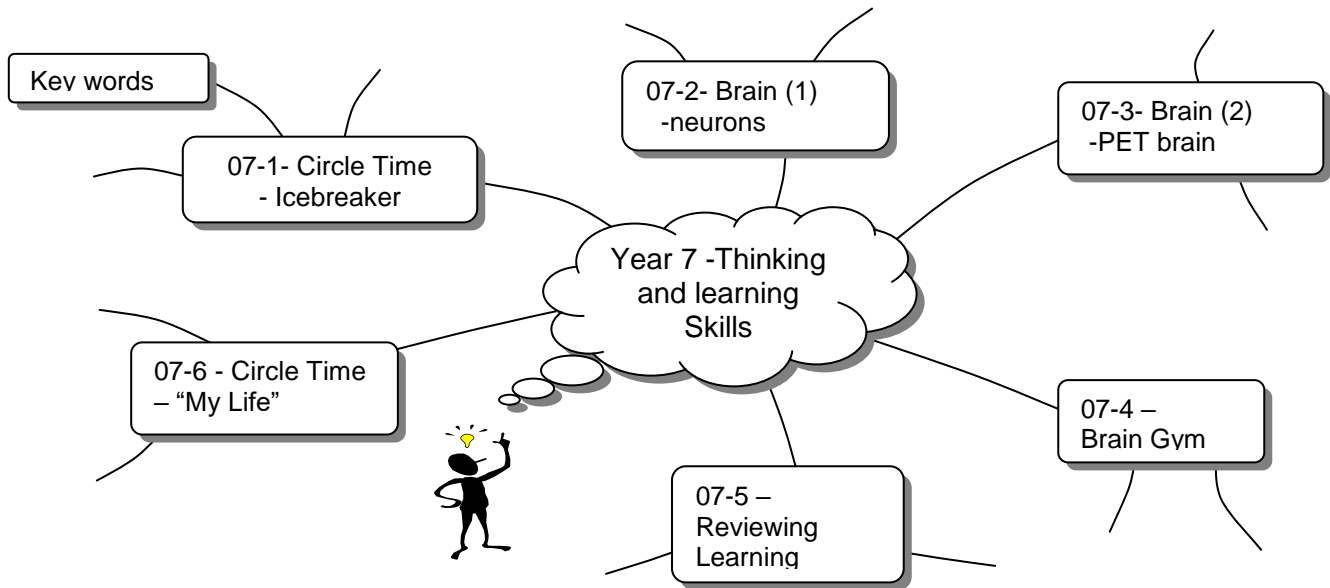 Key words
07-1- Circle Time
- Icebreaker
07-2- Brain (1)
-neurons
07-3- Brain (2)
-PET brain
Year 7 -Thinking
and learning
Skills
07-6 - Circle Time
– “My Life”
07-4 –
Brain Gym
07-5 –
Reviewing
Learning